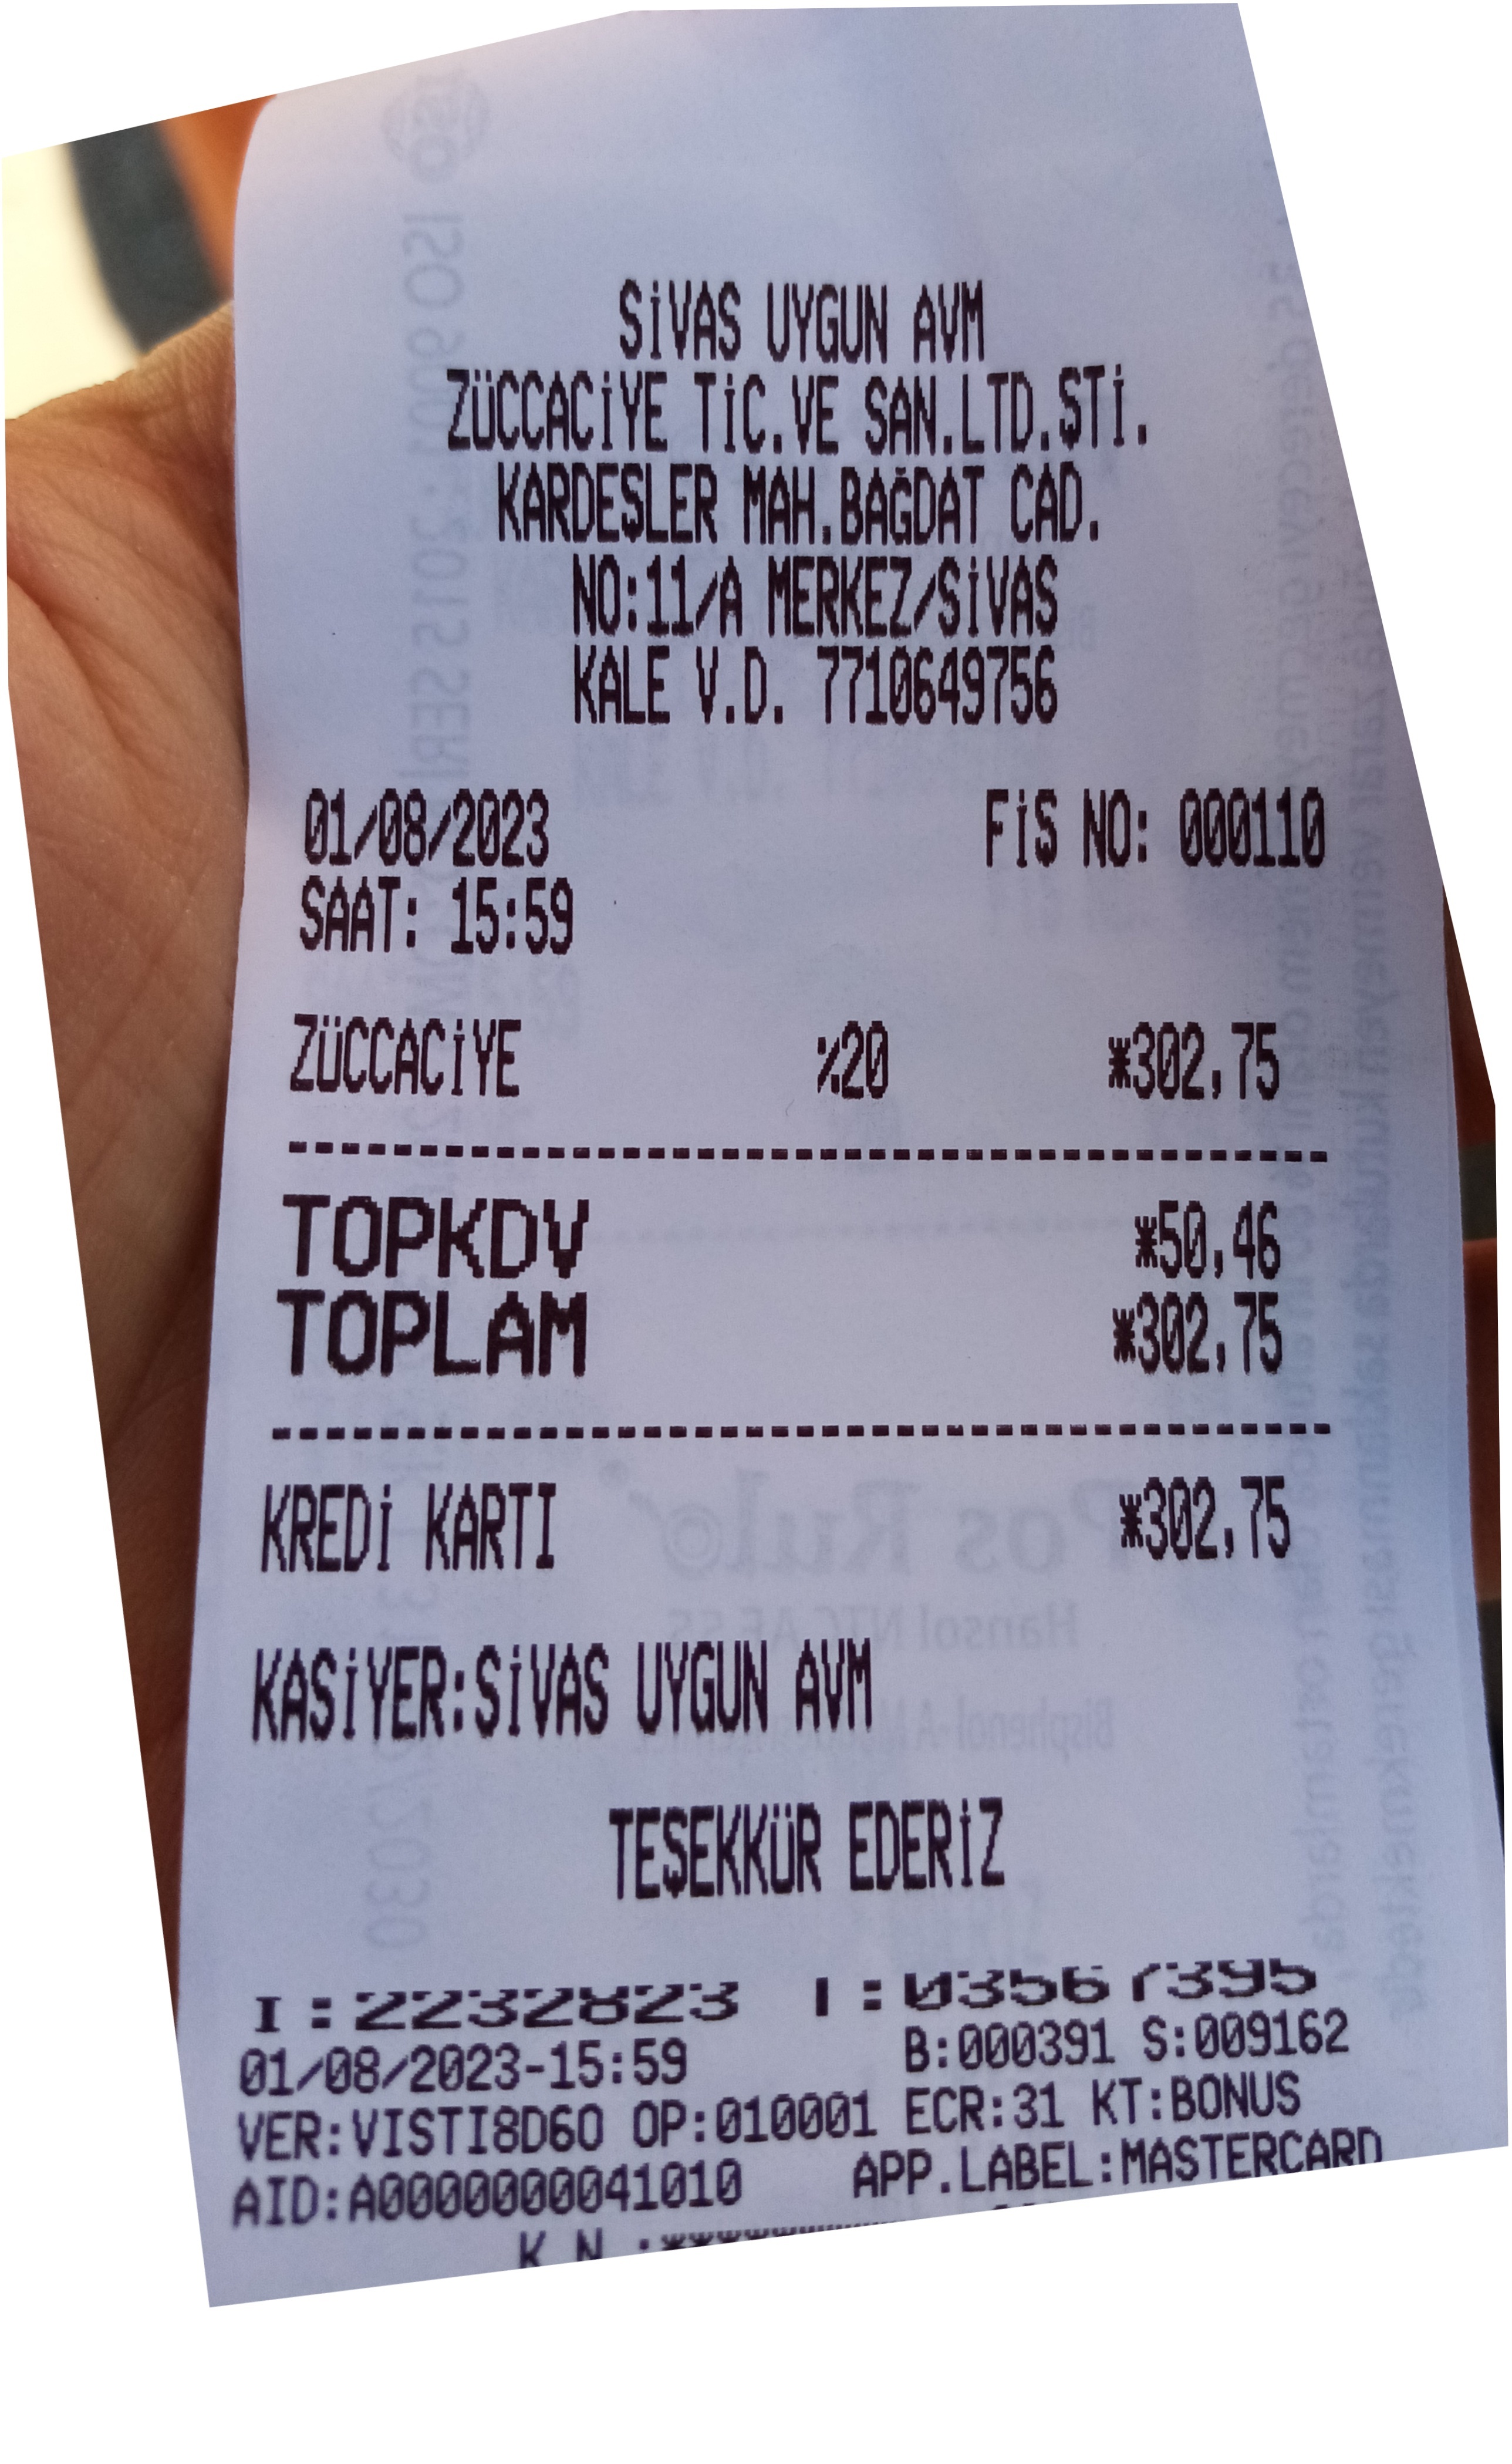 SİVAS UYGUN AVM
ZÜCCACİYE TİC.VE SAN.LTD.ŞTİ.
KARDEŞLER MAH.BAĞDAT CAD.
NO:11/A MERKEZ/SİVAS
KALE V.D. 7710649756
01/08/2023 FİŞ NO: 000110
SAAT: 15:59
ZÜCCACİYE %20 *302,75
TOPKDV *50,46
TOPLAM *302,75
KREDİ KARTI *302,75
KASİYER:SİVAS UYGUN AVM
TEŞEKKÜR EDERİZ
01/08/2023-15:59 B:000391 S:009162
VER:VISTI8D60 OP:010001 ECR:31 KT:BONUS
AID:A0000000041010 APP.LABEL:MASTERCARD